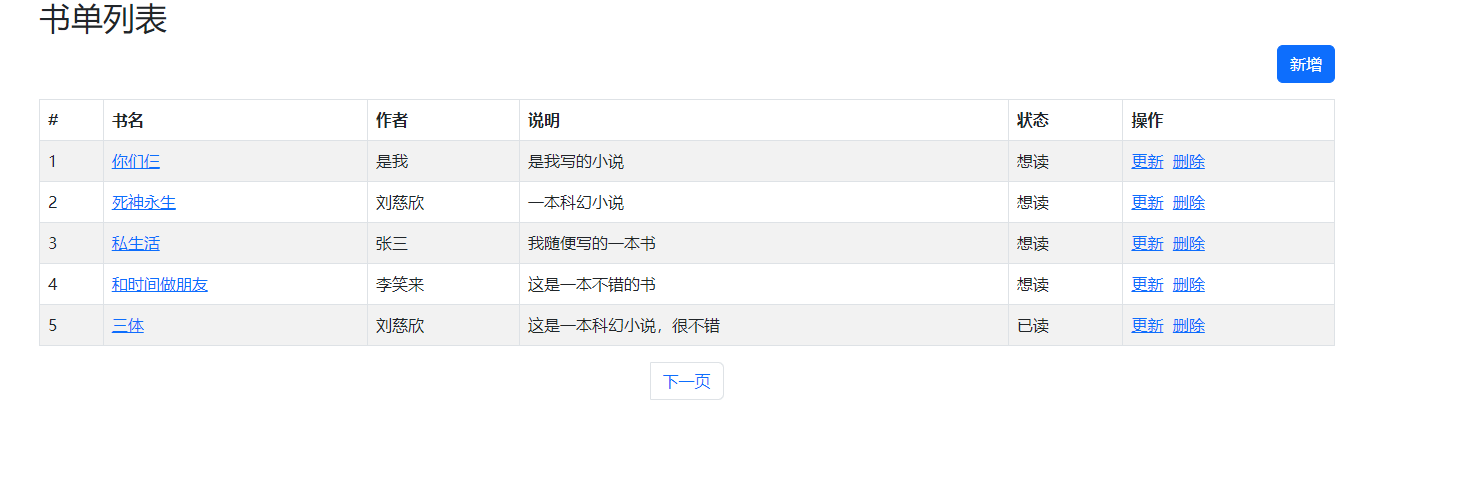 书单列表
新增
# 书名 作者 说明 状态 操作
1 你们仨 是我 是我写的小说 想读 更新 删除
2 死神永生 刘慈欣 一本科幻小说 想读 更新 删除
3 私生活 张三 我随便写的一本书 想读 更新 删除
4 和时间做朋友 李笑来 这是一本不错的书 想读 更新 删除
5 三体 刘慈欣 这是一本科幻小说，很不错 已读 更新 删除
下一页